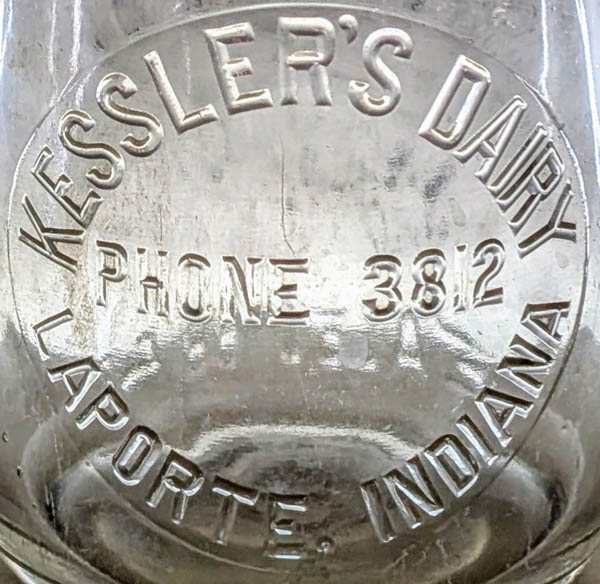 KESSLER'S DAIRY
PHONE 3812
LAPORTE, INDIANA